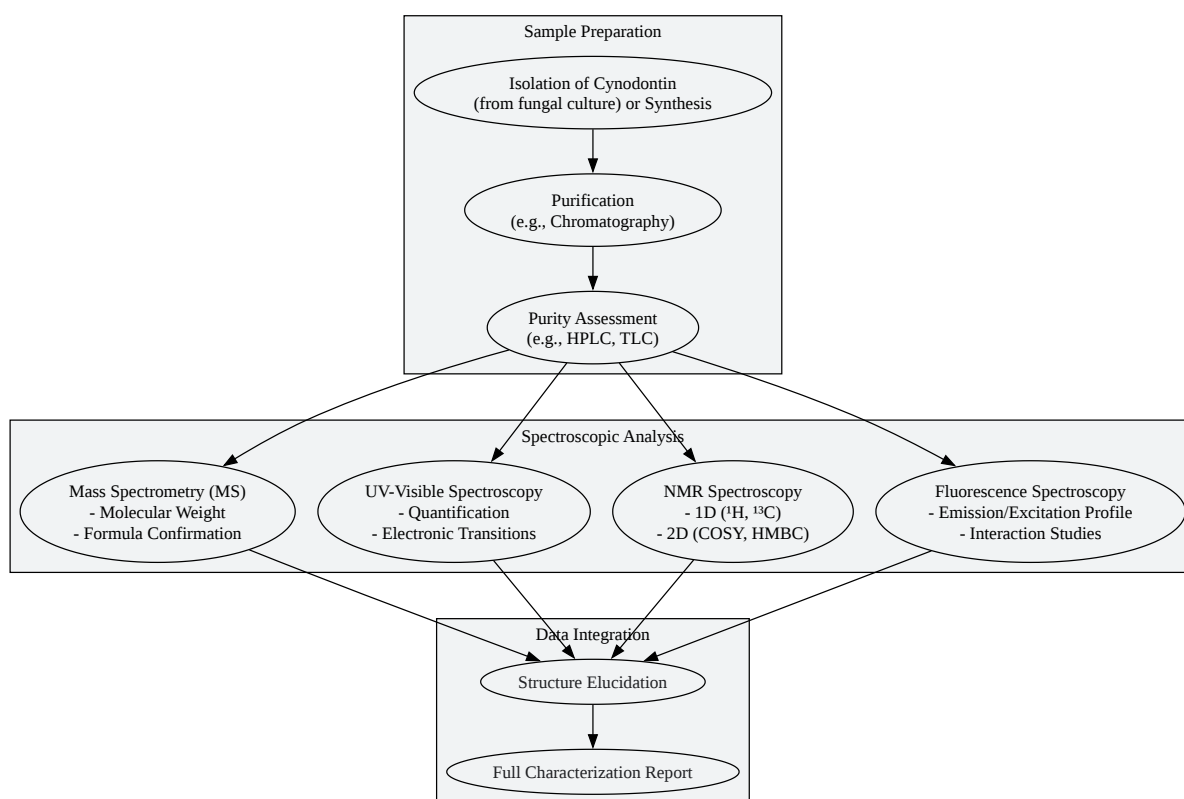 Sample Preparation
Isolation of Cynodontin
(from fungal culture) or Synthesis
Purification
(e.g., Chromatography)
Purity Assessment
(e.g., HPLC, TLC)
Spectroscopic Analysis
Mass Spectrometry (MS)
- Molecular Weight
- Formula Confirmation
UV-Visible Spectroscopy
- Quantification
- Electronic Transitions
NMR Spectroscopy
- 1D (¹H, ¹³C)
- 2D (COSY, HMBC)
Fluorescence Spectroscopy
- Emission/Excitation Profile
- Interaction Studies
Data Integration
Structure Elucidation
Full Characterization Report